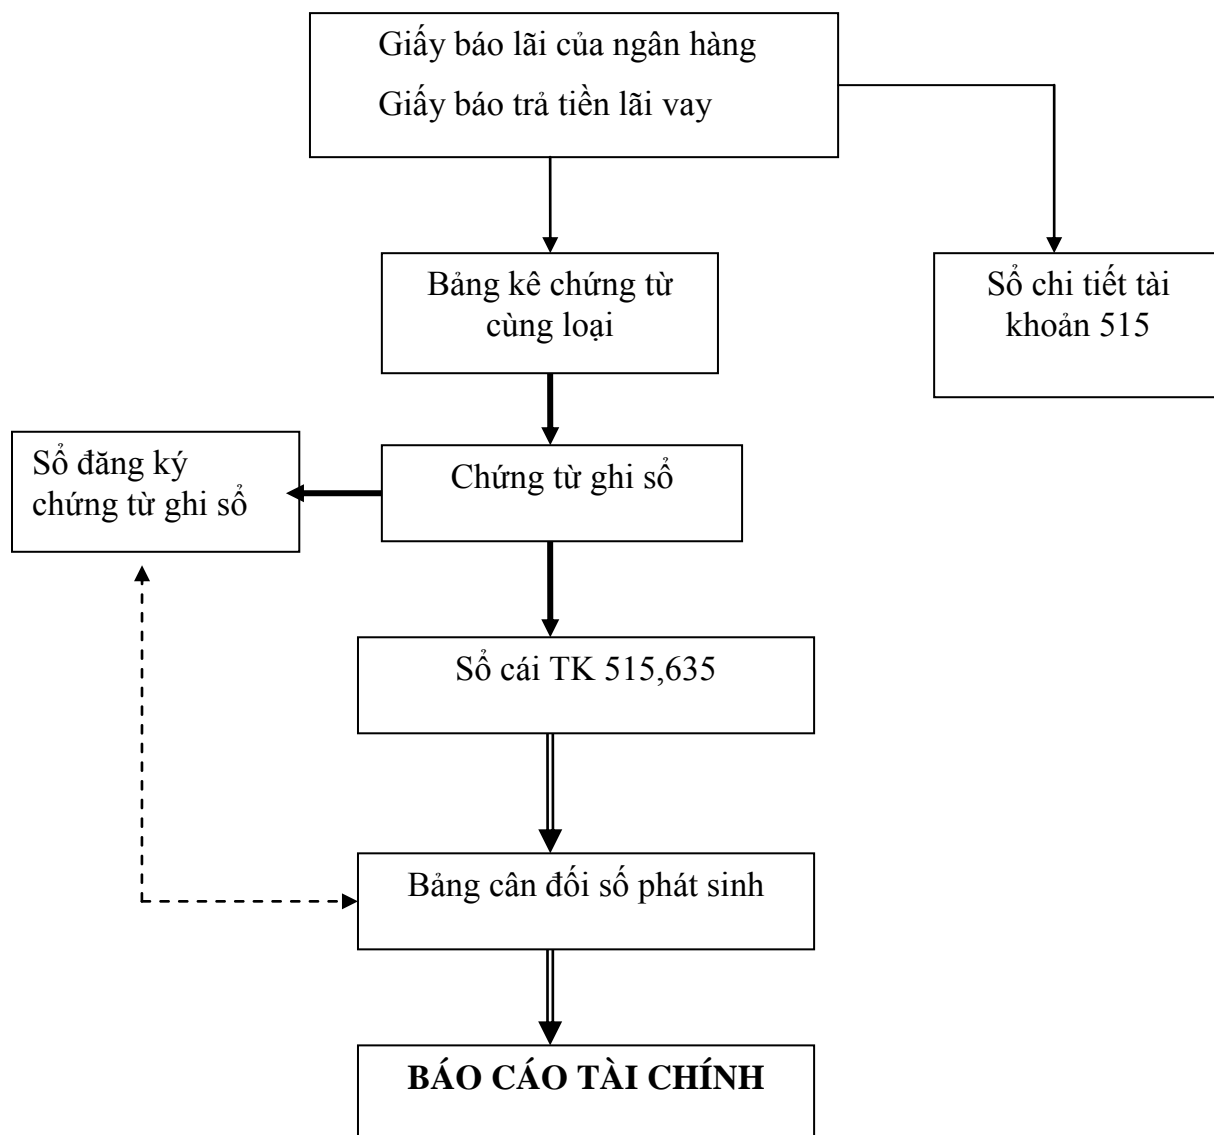 Giấy báo lãi của ngân hàng
Giấy báo trả tiền lãi vay
Bảng kê chứng từ
cùng loại
Sổ chi tiết tài
khoản 515
Sổ đăng ký
chứng từ ghi sổ
Chứng từ ghi sổ
Sổ cái TK 515,635
Bảng cân đối số phát sinh
BÁO CÁO TÀI CHÍNH